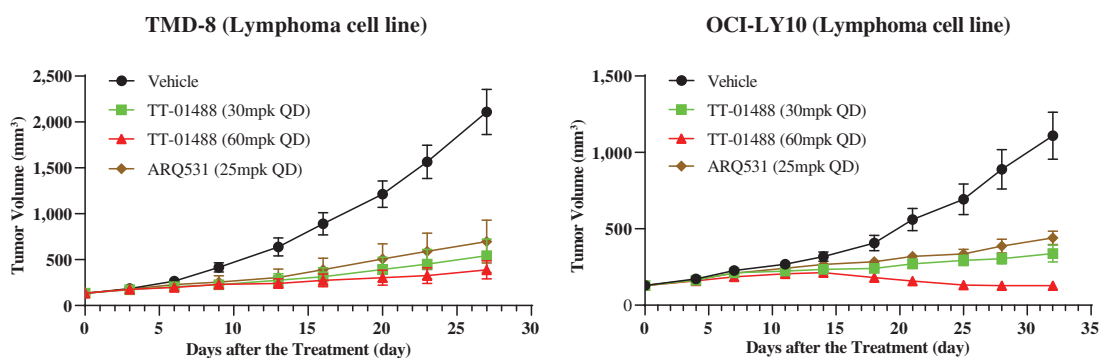 TMD-8 (Lymphoma cell line)
2,500
2,000
1,500
1,000
500
0
Tumor Volume (mm³)
Vehicle
TT-01488 (30mpk QD)
TT-01488 (60mpk QD)
ARQ531 (25mpk QD)
0 5 10 15 20 25 30
Days after the Treatment (day)
OCI-LY10 (Lymphoma cell line)
1,500
1,000
500
0
Tumor Volume (mm³)
Vehicle
TT-01488 (30mpk QD)
TT-01488 (60mpk QD)
ARQ531 (25mpk QD)
0 5 10 15 20 25 30 35
Days after the Treatment (day)